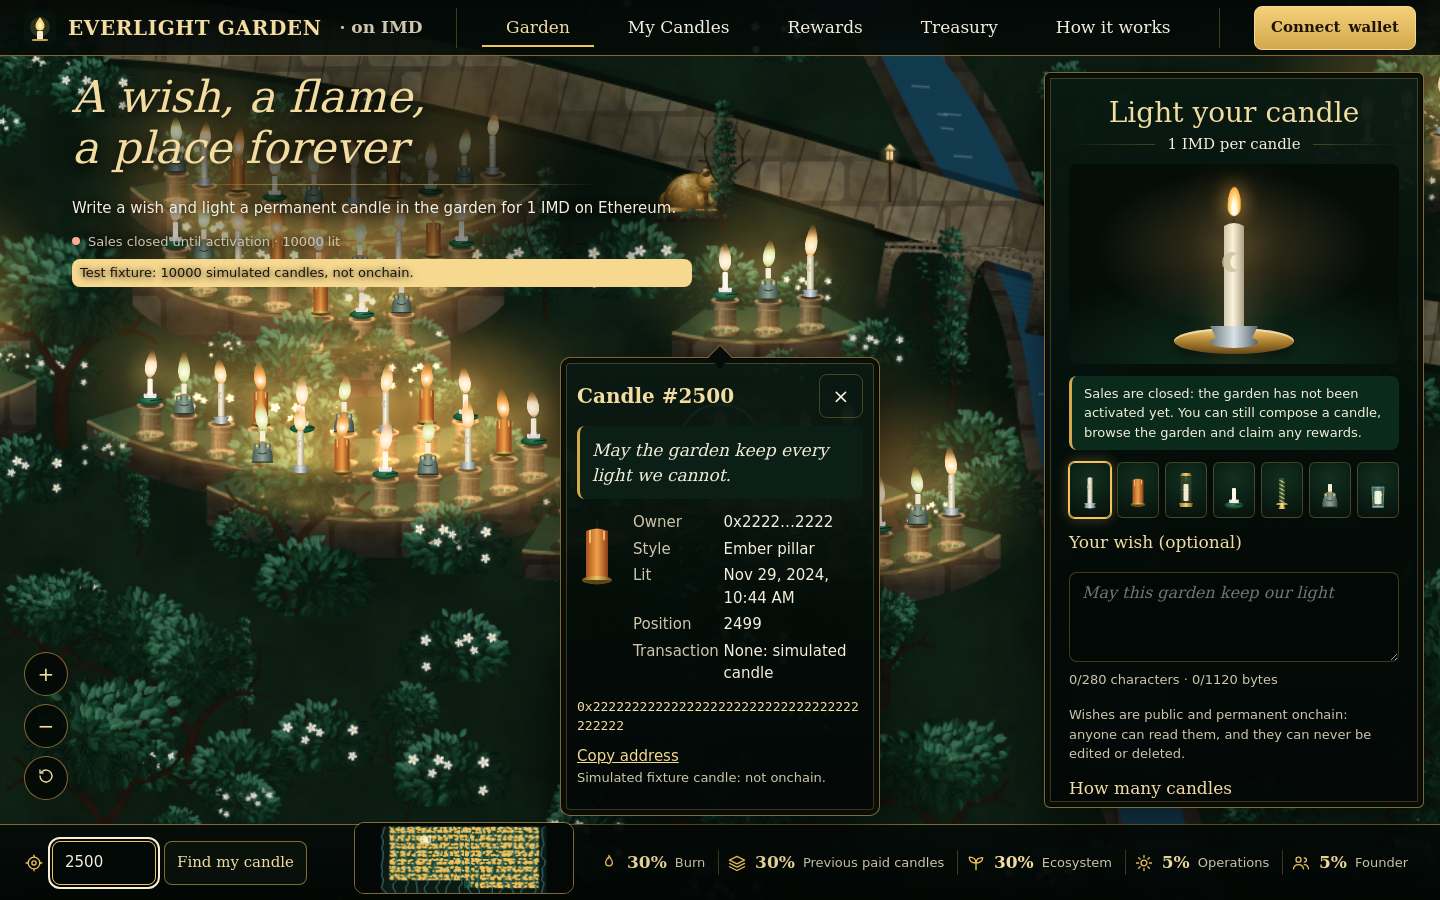 EVERLIGHT GARDEN · on IMD
Garden
My Candles
Rewards
Treasury
How it works
Connect wallet
A wish, a flame,
a place forever
Write a wish and light a permanent candle in the garden for 1 IMD on Ethereum.
Sales closed until activation · 10000 lit
Test fixture: 10000 simulated candles, not onchain.
Candle #2500
×
May the garden keep every
light we cannot.
Owner 0x2222…2222
Style Ember pillar
Lit Nov 29, 2024,
10:44 AM
Position 2499
Transaction None: simulated
candle
0x2222222222222222222222222222222222
222222
Copy address
Simulated fixture candle: not onchain.
Light your candle
1 IMD per candle
Sales are closed: the garden has not been
activated yet. You can still compose a candle,
browse the garden and claim any rewards.
Your wish (optional)
May this garden keep our light
0/280 characters · 0/1120 bytes
Wishes are public and permanent onchain:
anyone can read them, and they can never be
edited or deleted.
How many candles
+
−
2500
Find my candle
30% Burn
30% Previous paid candles
30% Ecosystem
5% Operations
5% Founder